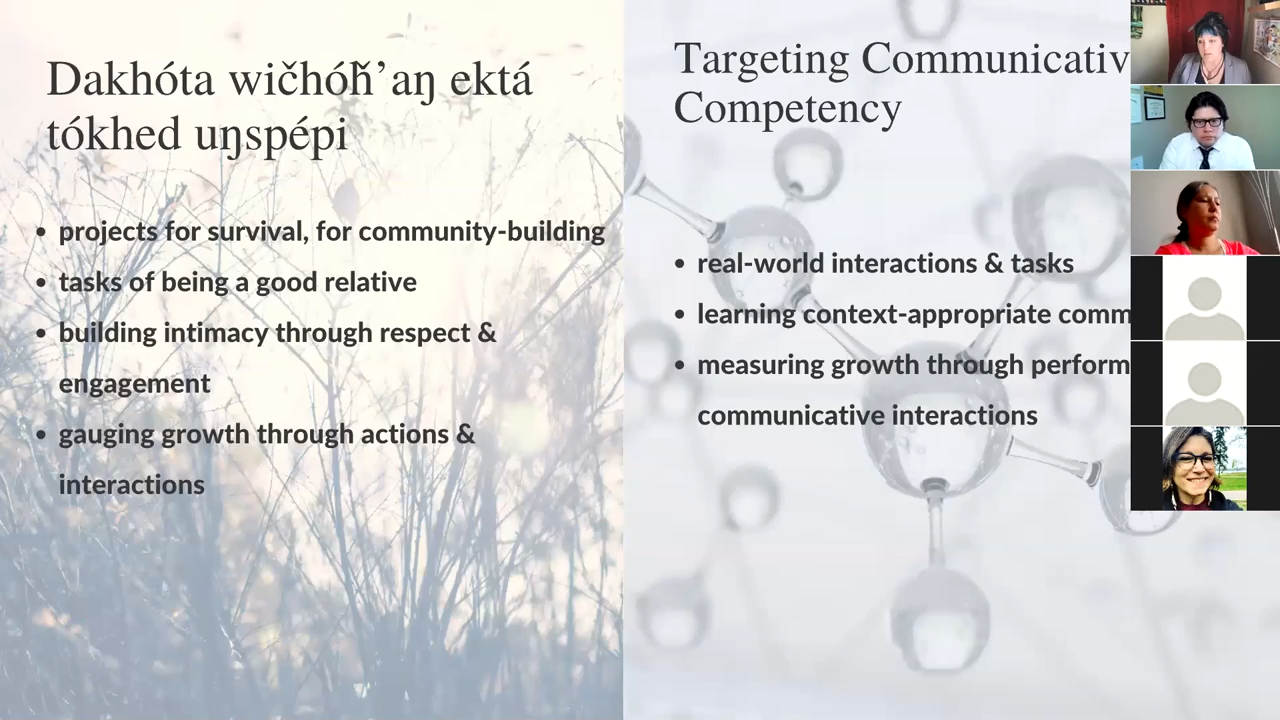 Dakhóta wičhóȟ’aŋ ektá
tókhed uŋspépi
• projects for survival, for community-building
• tasks of being a good relative
• building intimacy through respect &
engagement
• gauging growth through actions &
interactions
Targeting Communicativ
Competency
• real-world interactions & tasks
• learning context-appropriate comm
• measuring growth through perform
communicative interactions